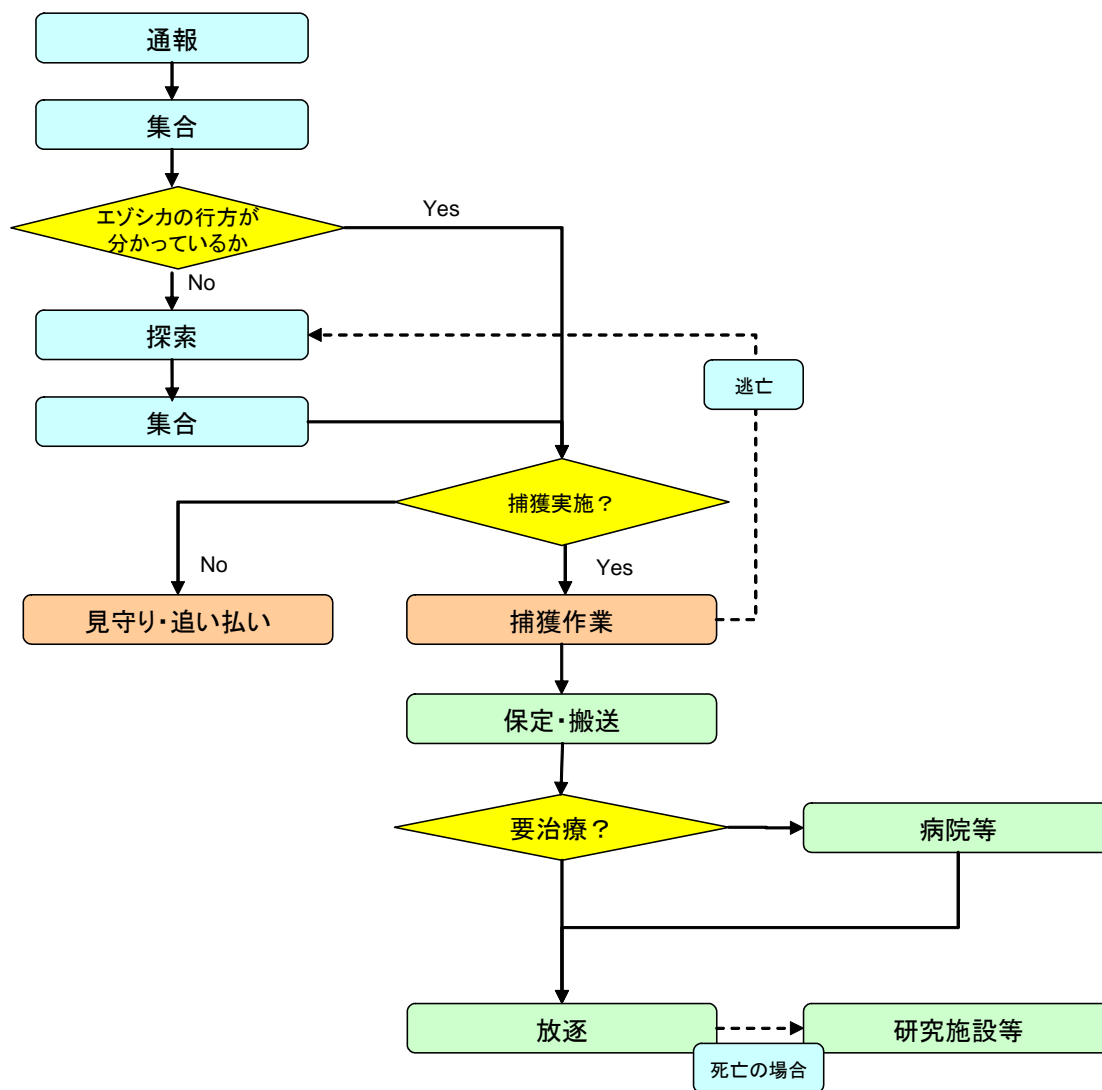 通報
集合
エゾシカの行方が
分かっているか
Yes
No
探索
逃亡
集合
捕獲実施？
No
Yes
見守り・追い払い
捕獲作業
保定・搬送
要治療？
病院等
放逐
研究施設等
死亡の場合